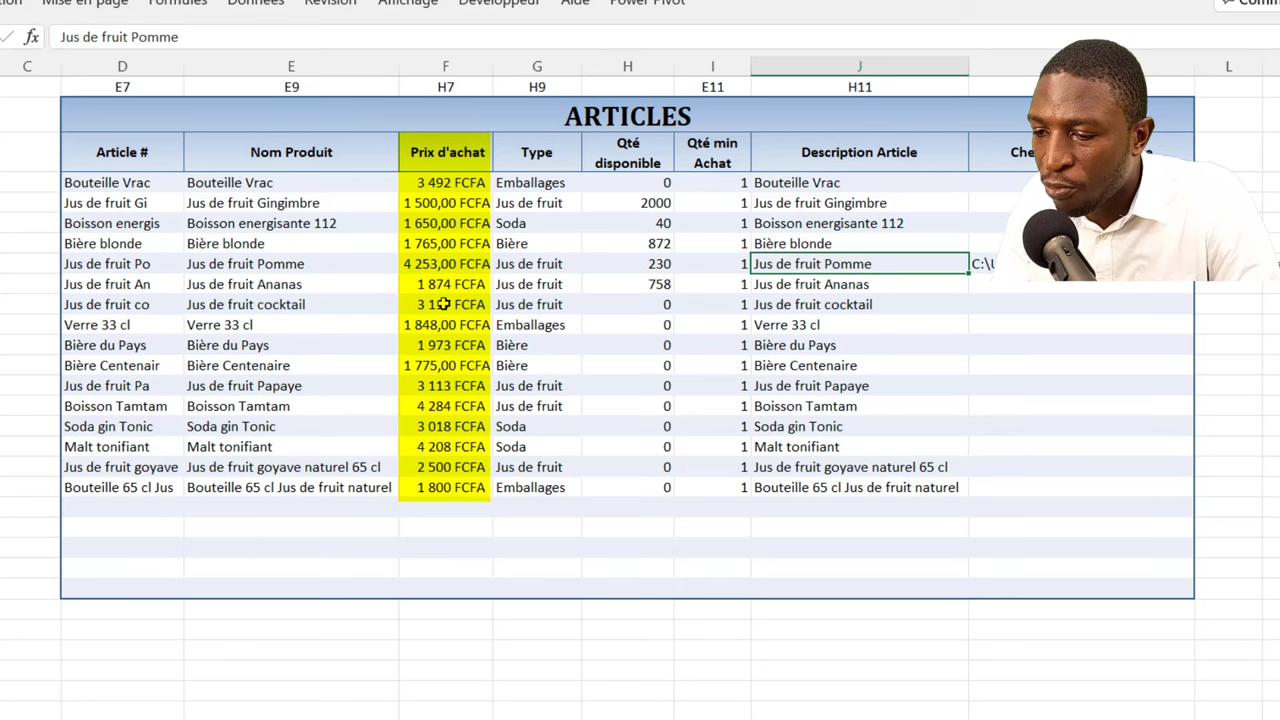 Mise en page Formules Données Révision Affichage Développeur Aide Power Pivot
fx Jus de fruit Pomme
C D E F G H I J L
E7 E9 H7 H9 E11 H11
ARTICLES
Article # Nom Produit Prix d'achat Type Qté disponible Qté min Achat Description Article
Bouteille Vrac Bouteille Vrac 3 492 FCFA Emballages 0 1 Bouteille Vrac
Jus de fruit Gi Jus de fruit Gingimbre 1 500,00 FCFA Jus de fruit 2000 1 Jus de fruit Gingimbre
Boisson energis Boisson energisante 112 1 650,00 FCFA Soda 40 1 Boisson energisante 112
Bière blonde Bière blonde 1 765,00 FCFA Bière 872 1 Bière blonde
Jus de fruit Po Jus de fruit Pomme 4 253,00 FCFA Jus de fruit 230 1 Jus de fruit Pomme
Jus de fruit An Jus de fruit Ananas 1 874 FCFA Jus de fruit 758 1 Jus de fruit Ananas
Jus de fruit co Jus de fruit cocktail FCFA Jus de fruit 0 1 Jus de fruit cocktail
Verre 33 cl Verre 33 cl 1 848,00 FCFA Emballages 0 1 Verre 33 cl
Bière du Pays Bière du Pays 1 973 FCFA Bière 0 1 Bière du Pays
Bière Centenair Bière Centenaire 1 775,00 FCFA Bière 0 1 Bière Centenaire
Jus de fruit Pa Jus de fruit Papaye 3 113 FCFA Jus de fruit 0 1 Jus de fruit Papaye
Boisson Tamtam Boisson Tamtam 4 284 FCFA Jus de fruit 0 1 Boisson Tamtam
Soda gin Tonic Soda gin Tonic 3 018 FCFA Soda 0 1 Soda gin Tonic
Malt tonifiant Malt tonifiant 4 208 FCFA Soda 0 1 Malt tonifiant
Jus de fruit goyave Jus de fruit goyave naturel 65 cl 2 500 FCFA Jus de fruit 0 1 Jus de fruit goyave naturel 65 cl
Bouteille 65 cl Jus Bouteille 65 cl Jus de fruit naturel 1 800 FCFA Emballages 0 1 Bouteille 65 cl Jus de fruit naturel